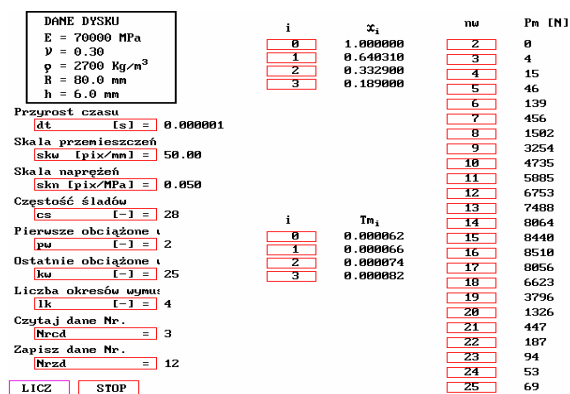 DANE DYSKU
E = 70000 MPa
ν = 0.30
ρ = 2700 Kg/m³
R = 80.0 mm
h = 6.0 mm
Przyrost czasu
dt [s] = 0.000001
Skala przemieszczeń
skw [pix/mm] = 50.00
Skala naprężeń
skn [pix/MPa] = 0.050
Częstość śladów
cs [-] = 28
Pierwsze obciążone
pw [-] = 2
Ostatnie obciążone
kw [-] = 25
Liczba okresów wymu
lk [-] = 4
Czytaj dane Nr.
Nrcd = 3
Zapisz dane Nr.
Nrzd = 12
LICZ STOP
i xᵢ
0 1.000000
1 0.640310
2 0.332900
3 0.189000
i Tmᵢ
0 0.000062
1 0.000066
2 0.000074
3 0.000082
nw Pm [N]
2 0
3 4
4 15
5 46
6 139
7 456
8 1502
9 3254
10 4735
11 5885
12 6753
13 7488
14 8064
15 8440
16 8510
17 8056
18 6623
19 3796
20 1326
21 447
22 187
23 94
24 53
25 69